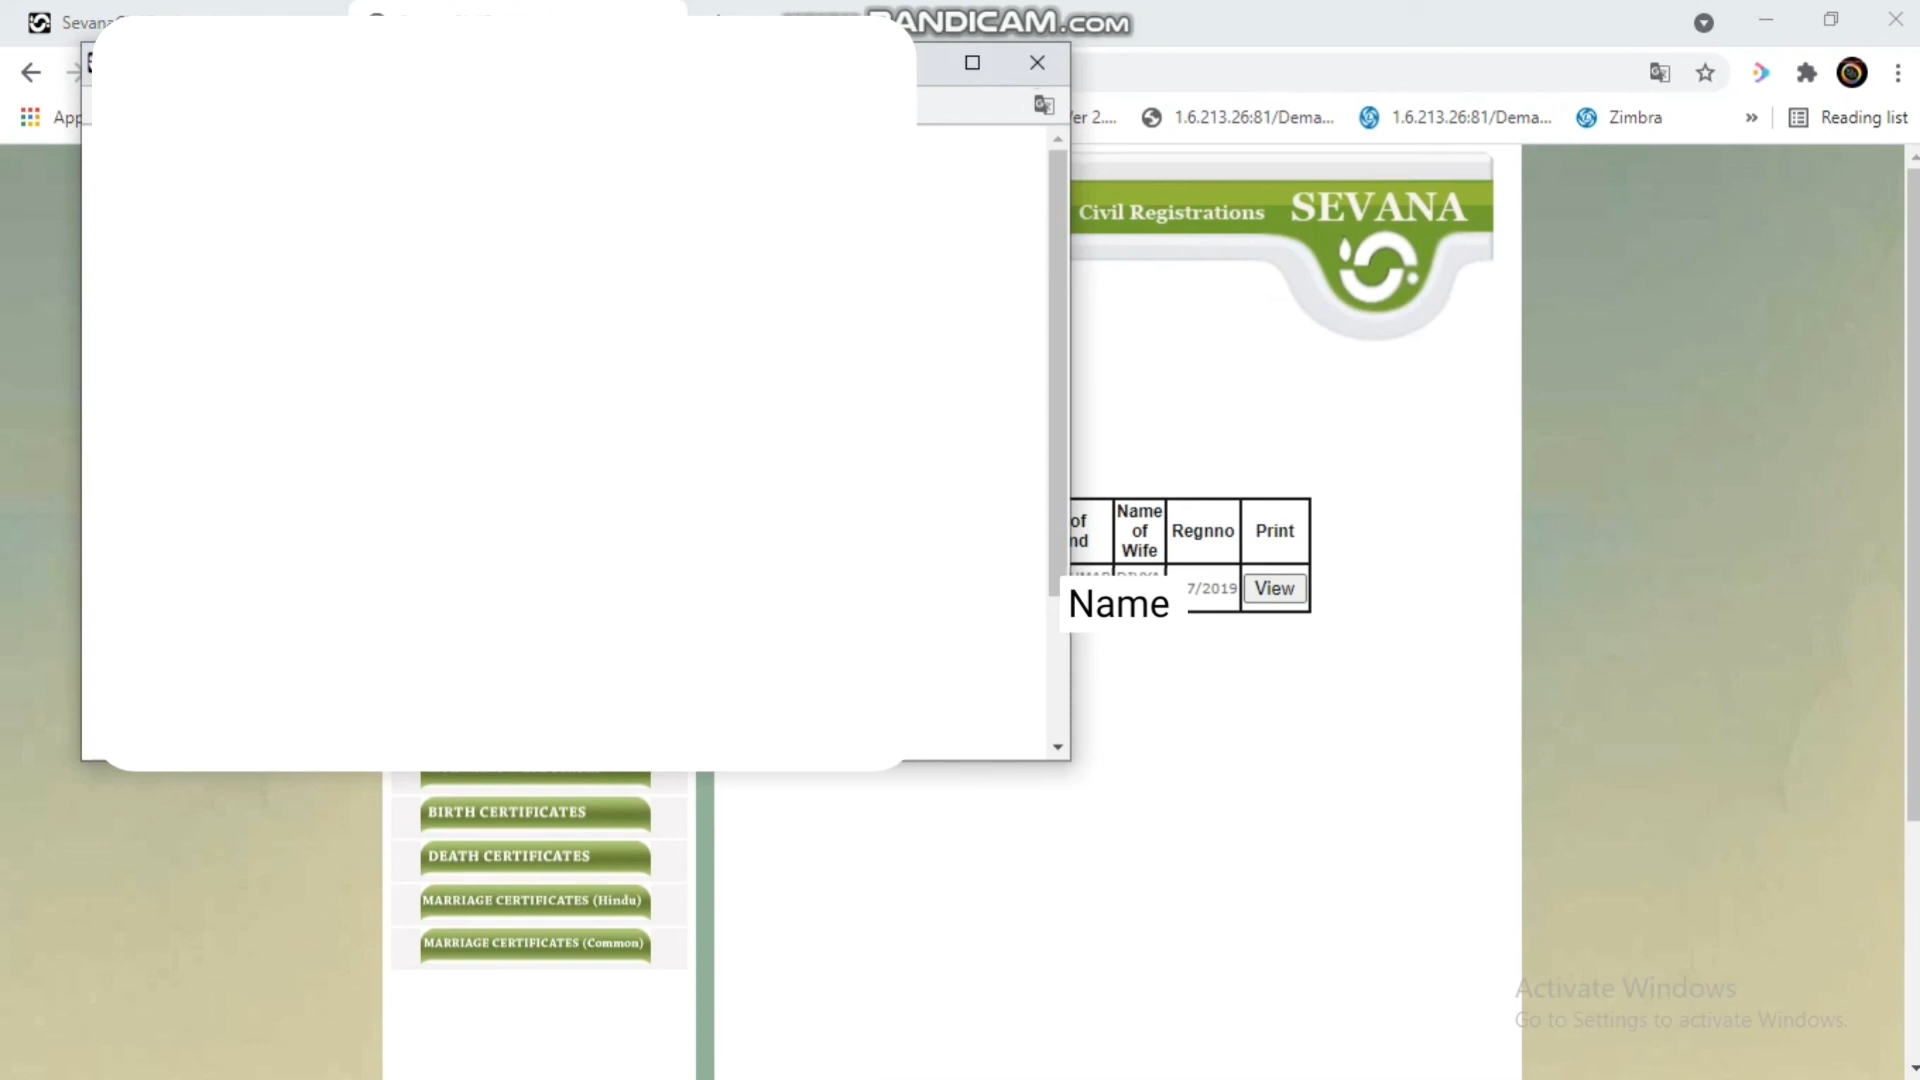 Sevana
BANDICAM.COM
App
er 2....
1.6.213.26:81/Dema...
1.6.213.26:81/Dema...
Zimbra
»
Reading list
Civil Registrations
SEVANA
of
nd
Name
of
Wife
Regnno
Print
7/2019
View
Name
BIRTH CERTIFICATES
DEATH CERTIFICATES
MARRIAGE CERTIFICATES (Hindu)
MARRIAGE CERTIFICATES (Common)
Activate Windows
Go to Settings to activate Windows.